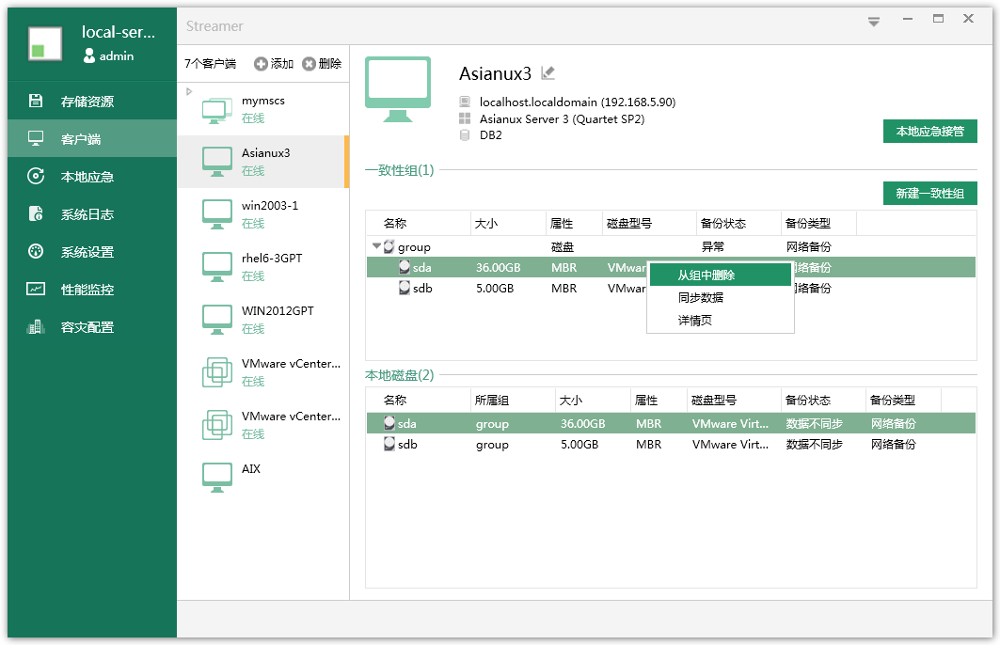 local-ser...
admin
存储资源
客户端
本地应急
系统日志
系统设置
性能监控
容灾配置
Streamer
7个客户端 添加 删除
mymscs
在线
Asianux3
在线
win2003-1
在线
rhel6-3GPT
在线
WIN2012GPT
在线
VMware vCenter...
在线
VMware vCenter...
在线
AIX
Asianux3
localhost.localdomain (192.168.5.90)
Asianux Server 3 (Quartet SP2)
DB2
本地应急接管
一致性组(1)
新建一致性组
名称 大小 属性 磁盘型号 备份状态 备份类型
group 磁盘 异常 网络备份
sda 36.00GB MBR VMwar 络备份
sdb 5.00GB MBR VMwar 络备份
从组中删除
同步数据
详情页
本地磁盘(2)
名称 所属组 大小 属性 磁盘型号 备份状态 备份类型
sda group 36.00GB MBR VMware Virt... 数据不同步 网络备份
sdb group 5.00GB MBR VMware Virt... 数据不同步 网络备份